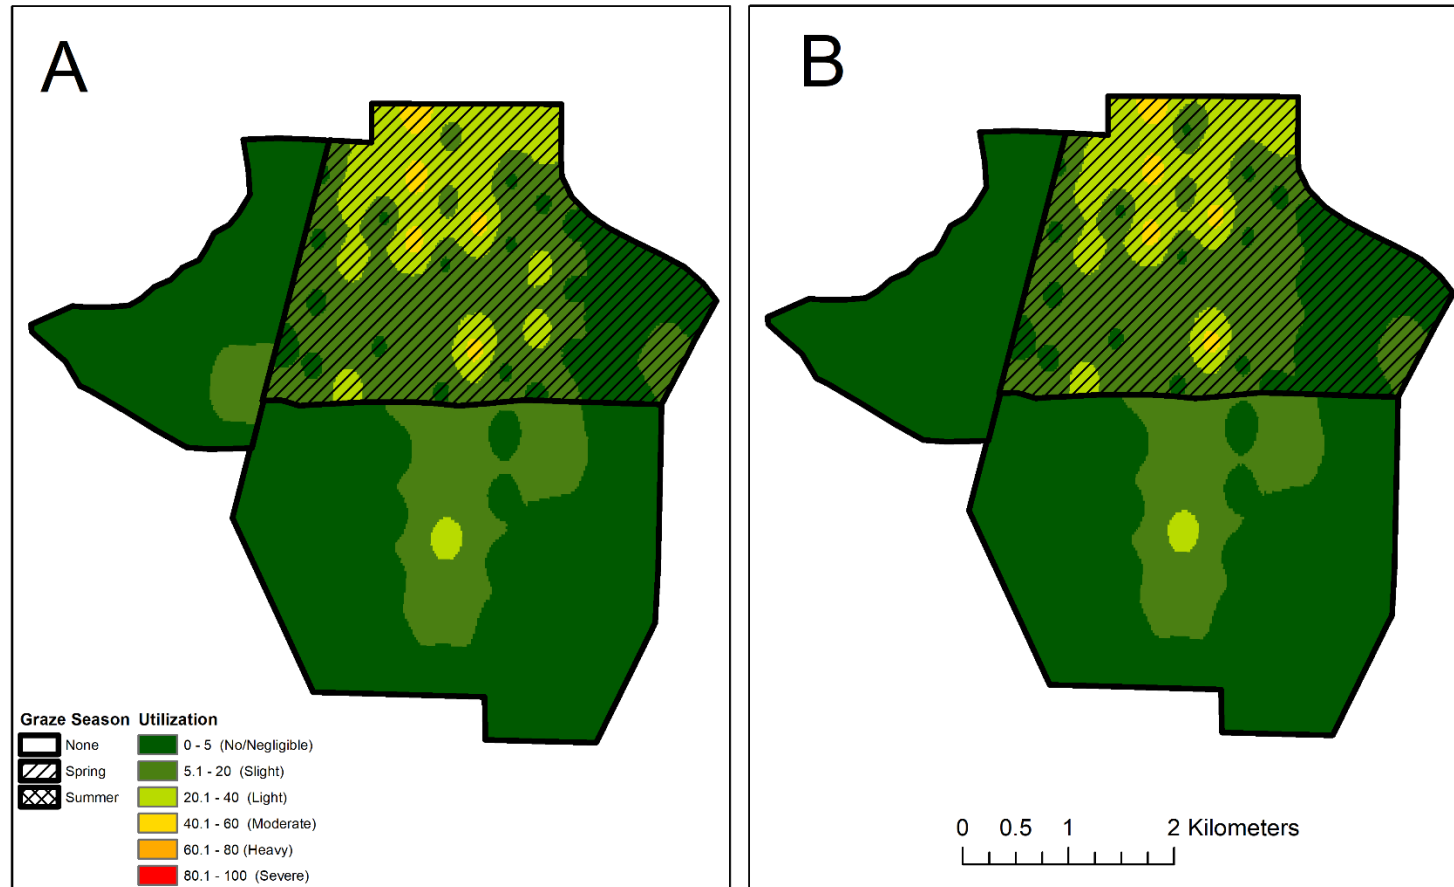 A
B
Graze Season Utilization
None 0 - 5 (No/Negligible)
Spring 5.1 - 20 (Slight)
Summer 20.1 - 40 (Light)
40.1 - 60 (Moderate)
60.1 - 80 (Heavy)
80.1 - 100 (Severe)
0 0.5 1 2 Kilometers